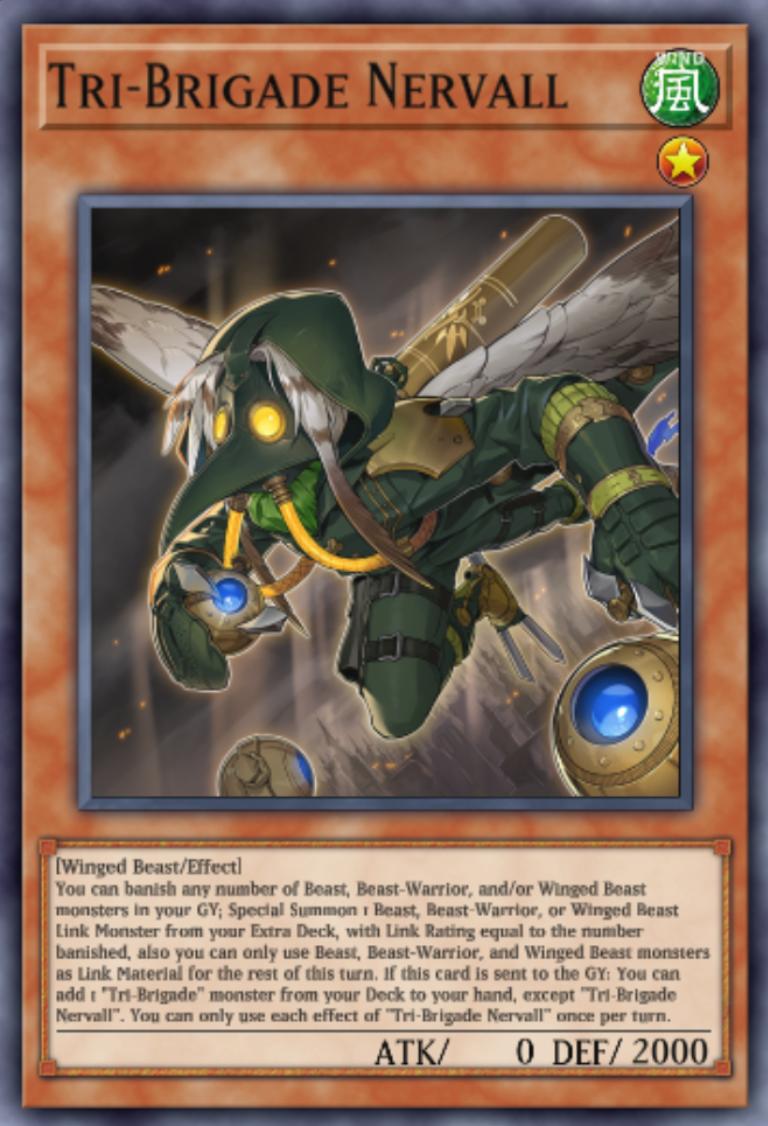 TRI-BRIGADE NERVALL
WIND
風
[Winged Beast/Effect]
You can banish any number of Beast, Beast-Warrior, and/or Winged Beast
monsters in your GY; Special Summon 1 Beast, Beast-Warrior, or Winged Beast
Link Monster from your Extra Deck, with Link Rating equal to the number
banished, also you can only use Beast, Beast-Warrior, and Winged Beast monsters
as Link Material for the rest of this turn. If this card is sent to the GY: You can
add 1 "Tri-Brigade" monster from your Deck to your hand, except "Tri-Brigade
Nervall". You can only use each effect of "Tri-Brigade Nervall" once per turn.
ATK/ 0 DEF/ 2000